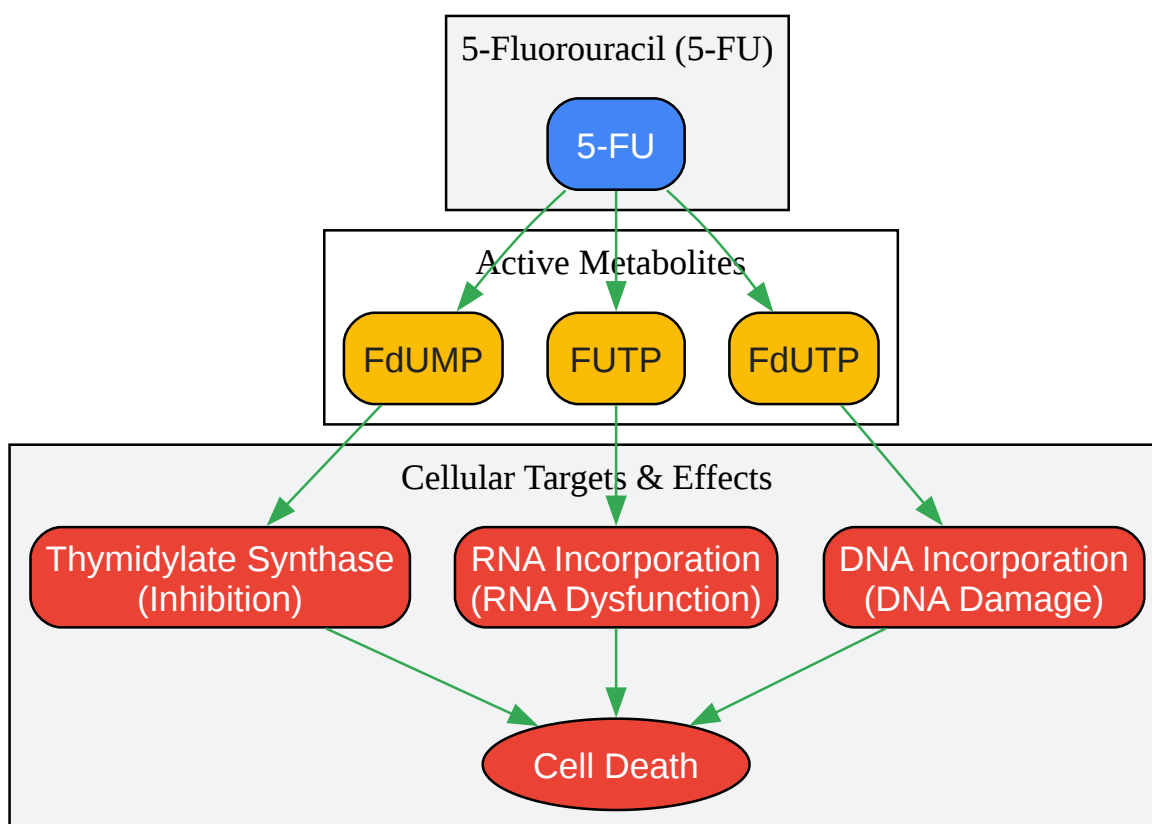 5-Fluorouracil (5-FU)
5-FU
Active Metabolites
FdUMP
FUTP
FdUTP
Cellular Targets & Effects
Thymidylate Synthase
(Inhibition)
RNA Incorporation
(RNA Dysfunction)
DNA Incorporation
(DNA Damage)
Cell Death